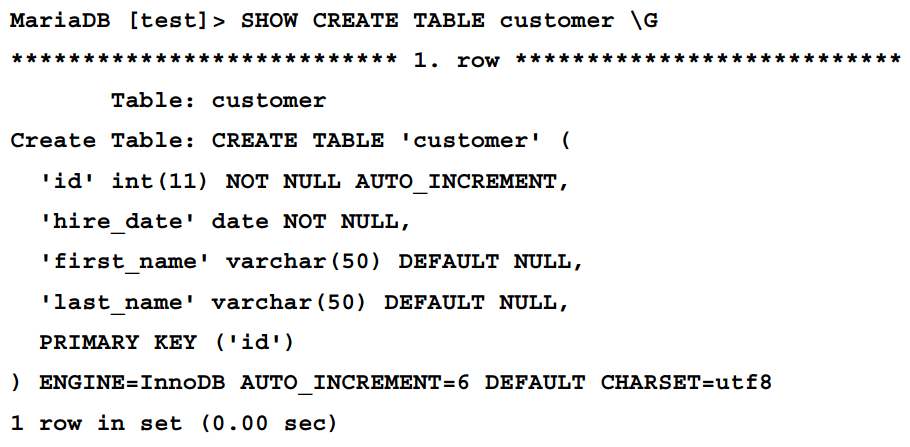 MariaDB [test]> SHOW CREATE TABLE customer \G
*************************** 1. row ***************************
Table: customer
Create Table: CREATE TABLE 'customer' (
'id' int(11) NOT NULL AUTO_INCREMENT,
'hire_date' date NOT NULL,
'first_name' varchar(50) DEFAULT NULL,
'last_name' varchar(50) DEFAULT NULL,
PRIMARY KEY ('id')
) ENGINE=InnoDB AUTO_INCREMENT=6 DEFAULT CHARSET=utf8
1 row in set (0.00 sec)